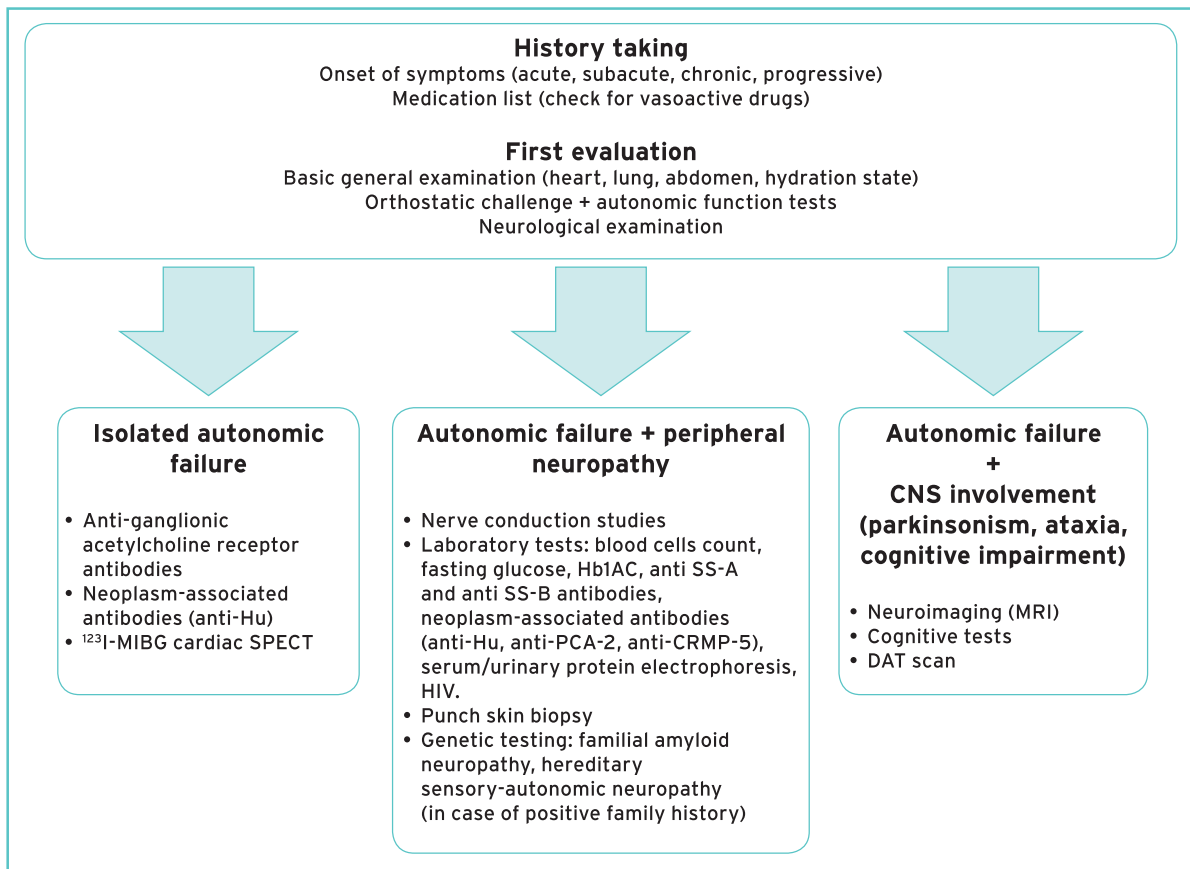 History taking
Onset of symptoms (acute, subacute, chronic, progressive)
Medication list (check for vasoactive drugs)
First evaluation
Basic general examination (heart, lung, abdomen, hydration state)
Orthostatic challenge + autonomic function tests
Neurological examination
Isolated autonomic
failure
• Anti-ganglionic
acetylcholine receptor
antibodies
• Neoplasm-associated
antibodies (anti-Hu)
• ¹²³I-MIBG cardiac SPECT
Autonomic failure + peripheral
neuropathy
• Nerve conduction studies
• Laboratory tests: blood cells count,
fasting glucose, Hb1AC, anti SS-A
and anti SS-B antibodies,
neoplasm-associated antibodies
(anti-Hu, anti-PCA-2, anti-CRMP-5),
serum/urinary protein electrophoresis,
HIV.
• Punch skin biopsy
• Genetic testing: familial amyloid
neuropathy, hereditary
sensory-autonomic neuropathy
(in case of positive family history)
Autonomic failure
+
CNS involvement
(parkinsonism, ataxia,
cognitive impairment)
• Neuroimaging (MRI)
• Cognitive tests
• DAT scan